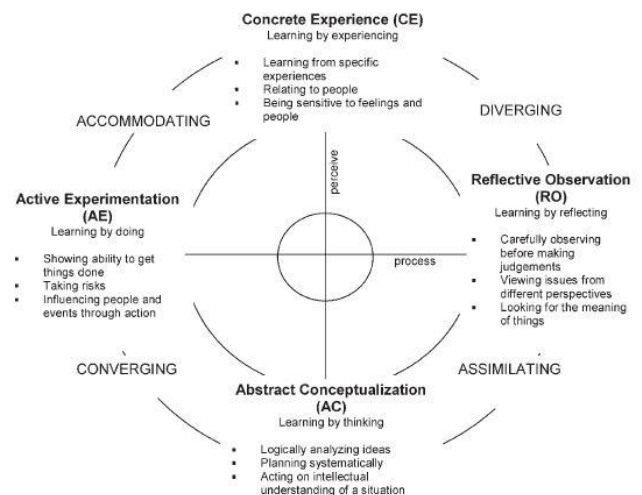 Concrete Experience (CE)
Learning by experiencing
▪ Learning from specific
experiences
▪ Relating to people
▪ Being sensitive to feelings and
people
ACCOMMODATING
DIVERGING
perceive
process
Active Experimentation
(AE)
Learning by doing
▪ Showing ability to get
things done
▪ Taking risks
▪ Influencing people and
events through action
Reflective Observation
(RO)
Learning by reflecting
▪ Carefully observing
before making
judgements
▪ Viewing issues from
different perspectives
▪ Looking for the meaning
of things
CONVERGING
ASSIMILATING
Abstract Conceptualization
(AC)
Learning by thinking
▪ Logically analyzing ideas
▪ Planning systematically
▪ Acting on intellectual
understanding of a situation